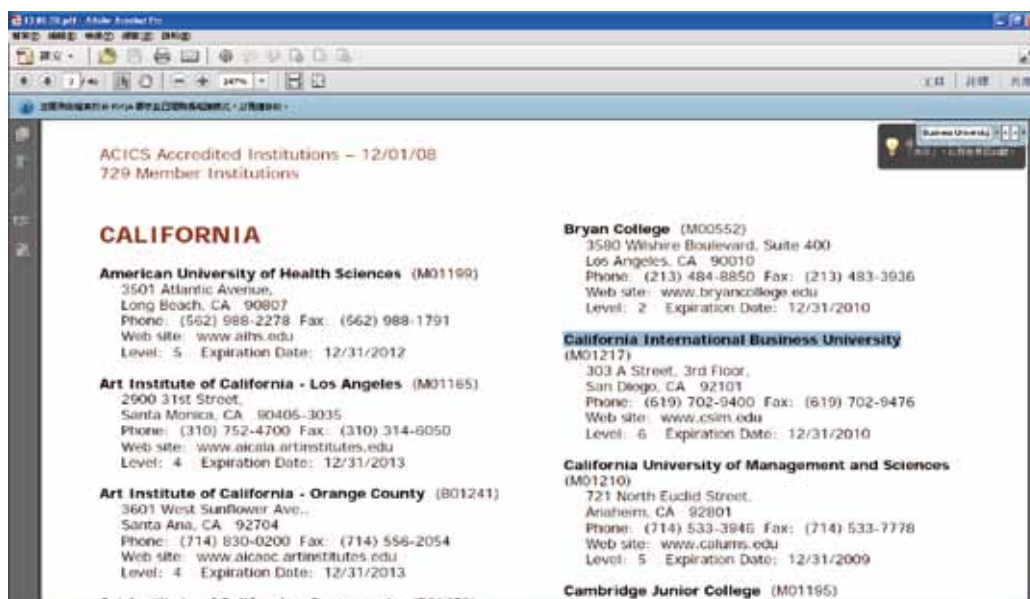 ACICS Accredited Institutions – 12/01/08
729 Member Institutions
CALIFORNIA
American University of Health Sciences (M01199)
3501 Atlantic Avenue,
Long Beach, CA 90807
Phone: (562) 988-2278 Fax: (562) 988-1791
Web site: www.aihs.edu
Level: 5 Expiration Date: 12/31/2012
Art Institute of California - Los Angeles (M01165)
2900 31st Street,
Santa Monica, CA 90405-3035
Phone: (310) 752-4700 Fax: (310) 314-6050
Web site: www.aicala.artinstitutes.edu
Level: 4 Expiration Date: 12/31/2013
Art Institute of California - Orange County (B01241)
3601 West Sunflower Ave.,
Santa Ana, CA 92704
Phone: (714) 830-0200 Fax: (714) 556-2054
Web site: www.aicaoc.artinstitutes.edu
Level: 4 Expiration Date: 12/31/2013
Bryan College (M00552)
3580 Wilshire Boulevard, Suite 400
Los Angeles, CA 90010
Phone: (213) 484-8850 Fax: (213) 483-3936
Web site: www.bryancollege.edu
Level: 2 Expiration Date: 12/31/2010
California International Business University
(M01217)
303 A Street, 3rd Floor,
San Diego, CA 92101
Phone: (619) 702-9400 Fax: (619) 702-9476
Web site: www.csim.edu
Level: 6 Expiration Date: 12/31/2010
California University of Management and Sciences
(M01210)
721 North Euclid Street,
Anaheim, CA 92801
Phone: (714) 533-3946 Fax: (714) 533-7778
Web site: www.calums.edu
Level: 5 Expiration Date: 12/31/2009
Cambridge Junior College (M01195)